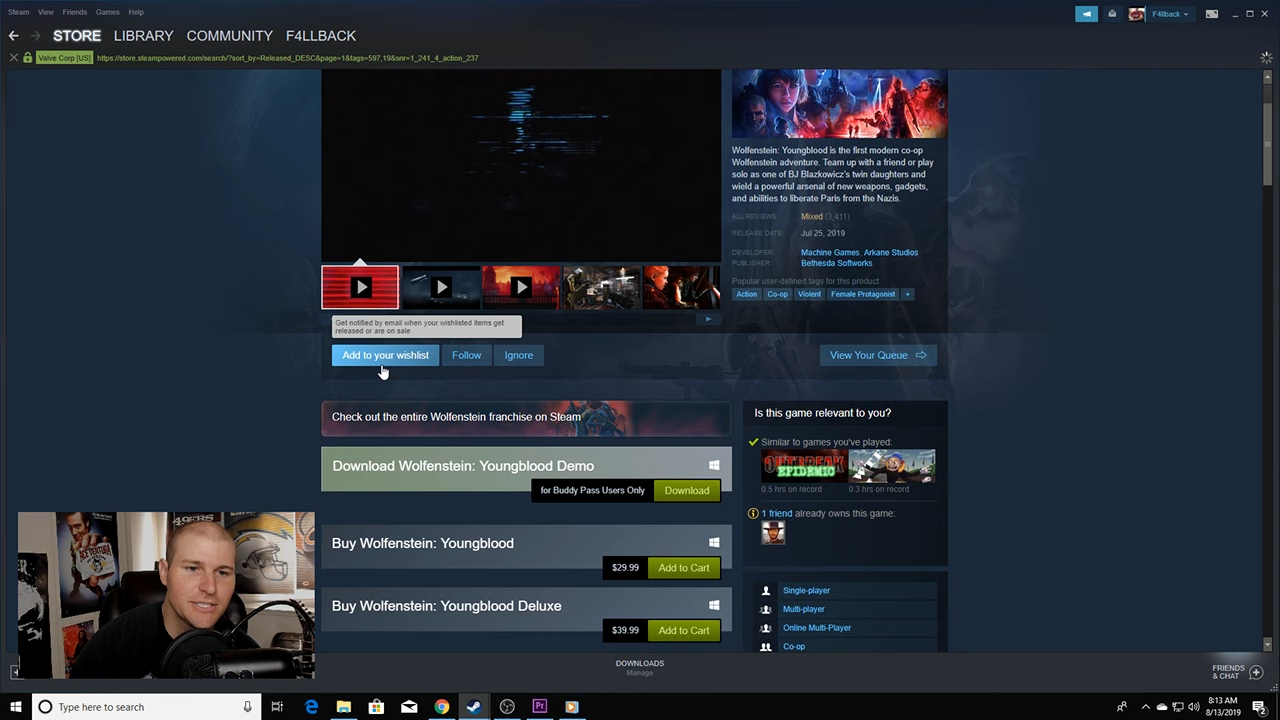 Steam View Friends Games Help
F4llback
STORE LIBRARY COMMUNITY F4LLBACK
Valve Corp [US] https://store.steampowered.com/search/?sort_by=Released_DESC&page=1&tags=597,19&snr=1_241_4_action_237
Wolfenstein: Youngblood is the first modern co-op
Wolfenstein adventure. Team up with a friend or play
solo as one of BJ Blazkowicz's twin daughters and
wield a powerful arsenal of new weapons, gadgets,
and abilities to liberate Paris from the Nazis.
ALL REVIEWS: Mixed (3,411)
RELEASE DATE: Jul 25, 2019
DEVELOPER: Machine Games, Arkane Studios
PUBLISHER: Bethesda Softworks
Popular user-defined tags for this product:
Action Co-op Violent Female Protagonist +
Get notified by email when your wishlisted items get
released or are on sale
Add to your wishlist Follow Ignore
View Your Queue
Check out the entire Wolfenstein franchise on Steam
Is this game relevant to you?
Similar to games you've played:
OUTBREAK
EPIDEMIC
0.5 hrs on record 0.3 hrs on record
Download Wolfenstein: Youngblood Demo
for Buddy Pass Users Only Download
1 friend already owns this game:
Buy Wolfenstein: Youngblood
$29.99 Add to Cart
Buy Wolfenstein: Youngblood Deluxe
$39.99 Add to Cart
Single-player
Multi-player
Online Multi-Player
Co-op
49ERS
DOWNLOADS
Manage
FRIENDS
& CHAT
Type here to search
8:13 AM
8/13/2019
2